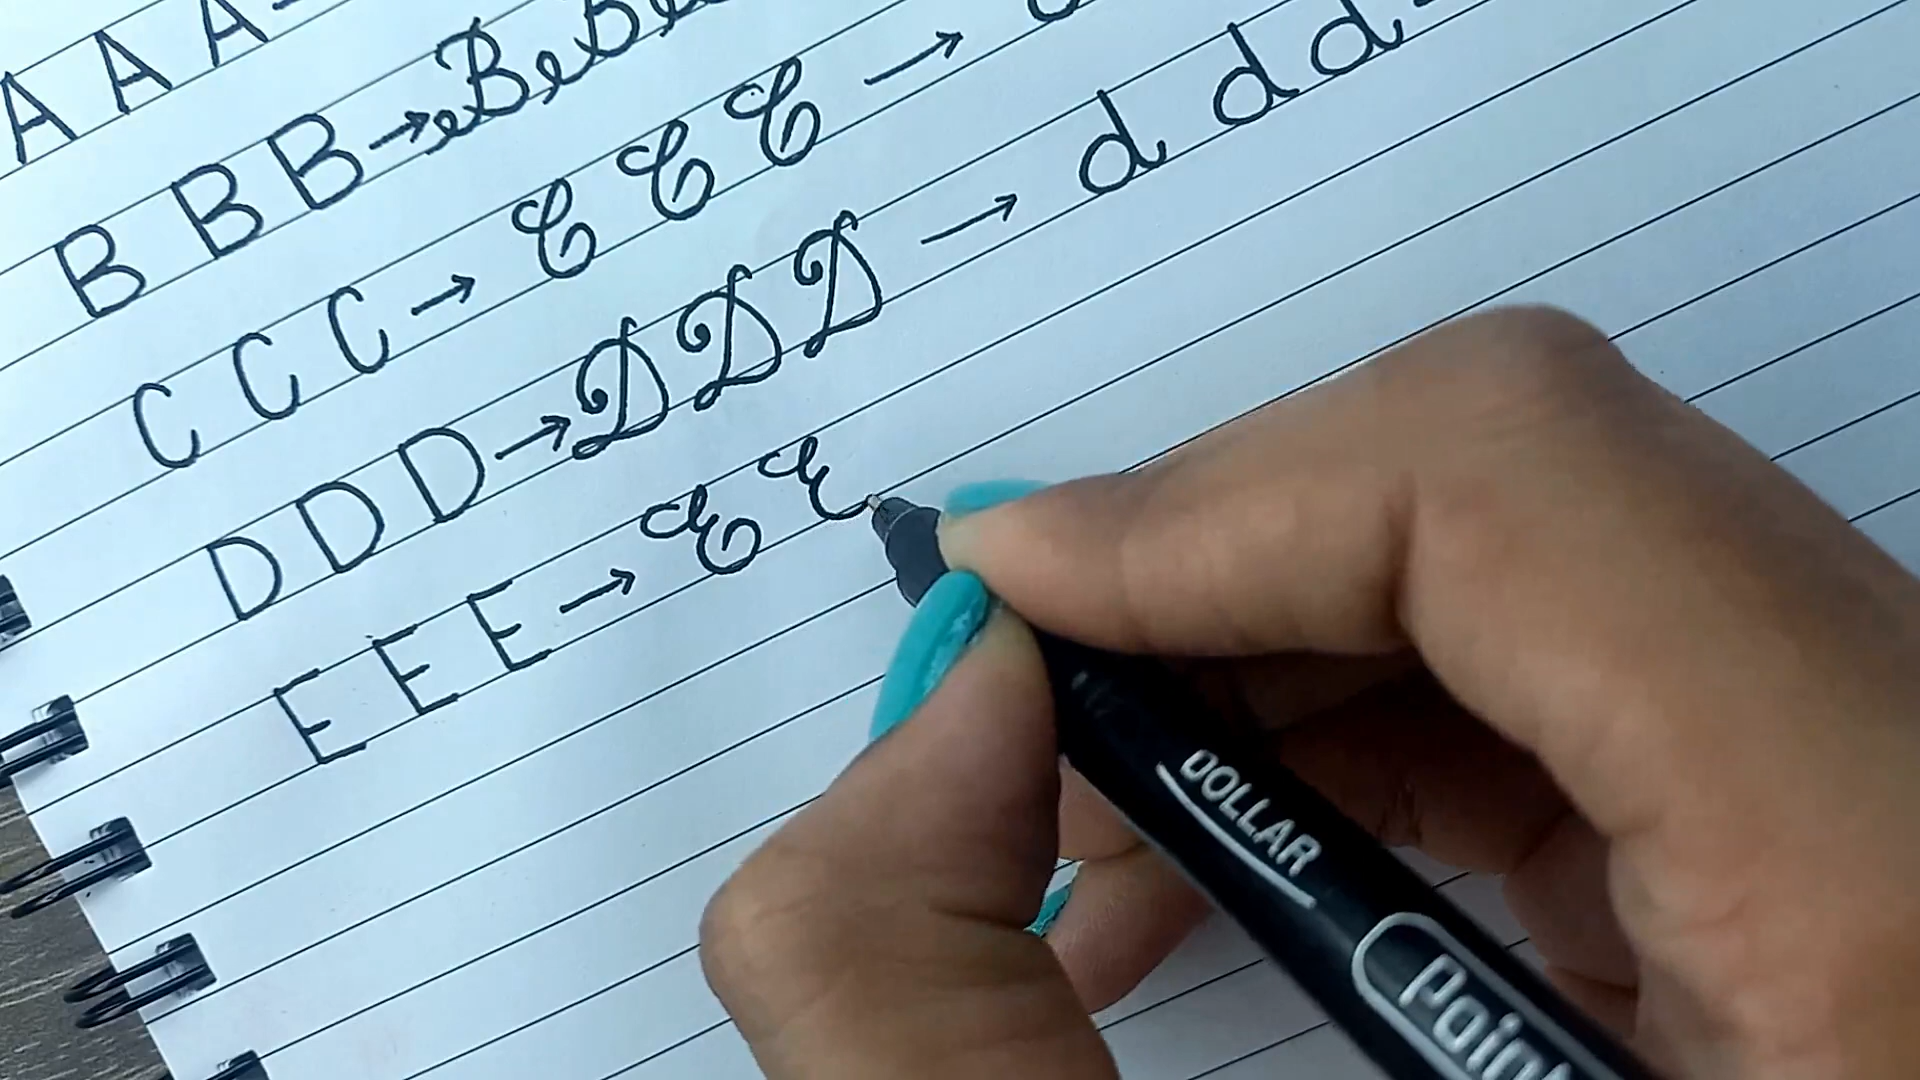 A A A
B B B → B B
C C C → C C C →
D D D → D D D → d d d
E E E → E E
DOLLAR
Point